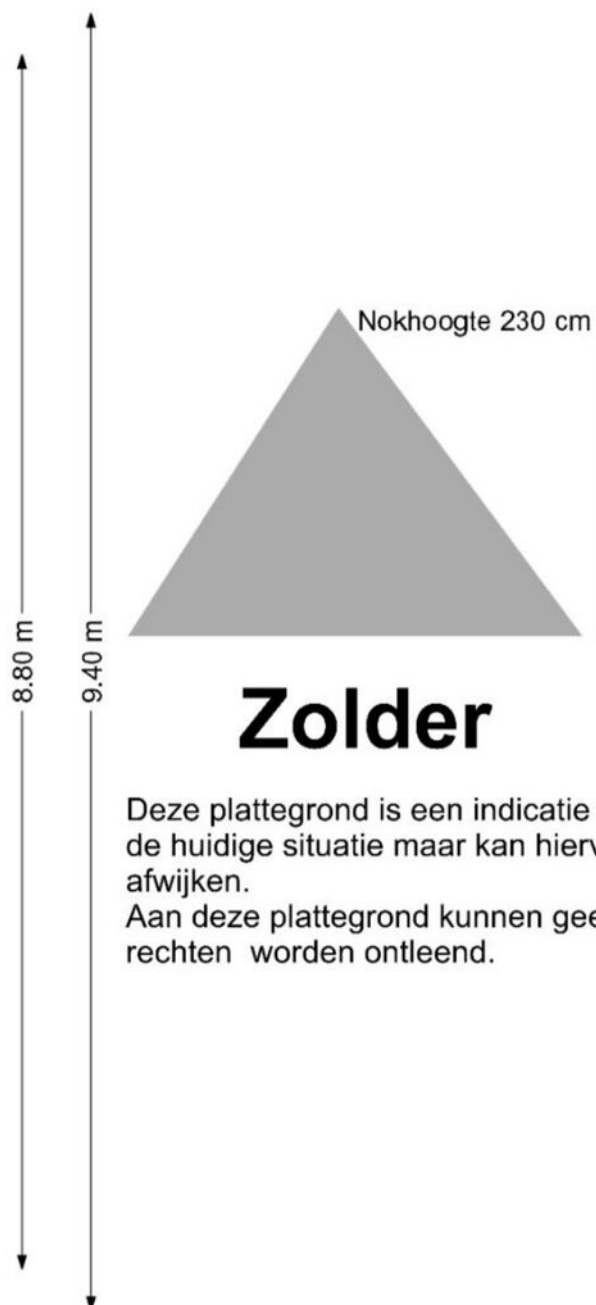 8.80 m
9.40 m
Nokhoogte 230 cm
Zolder
Deze plattegrond is een indicatie
de huidige situatie maar kan
afwijken.
Aan deze plattegrond kunnen
rechten worden ontleend.